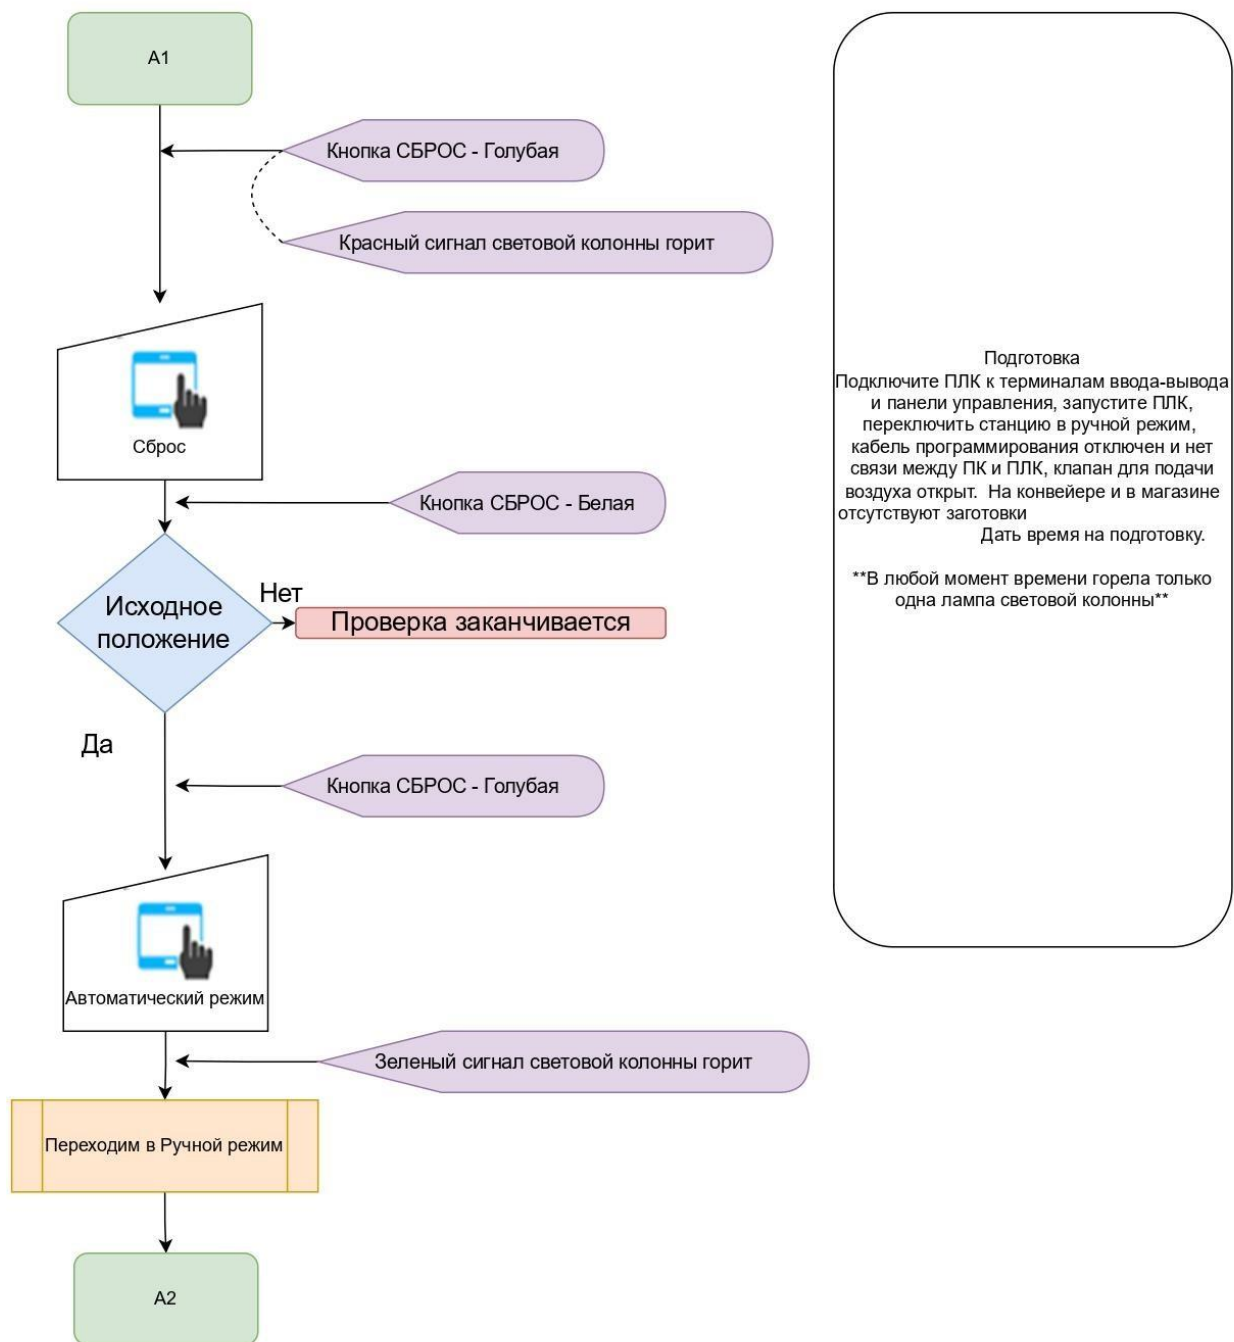 А1
Кнопка СБРОС - Голубая
Красный сигнал световой колонны горит
Сброс
Кнопка СБРОС - Белая
Исходное
положение
Нет
Проверка заканчивается
Да
Кнопка СБРОС - Голубая
Автоматический режим
Зеленый сигнал световой колонны горит
Переходим в Ручной режим
А2
Подготовка
Подключите ПЛК к терминалам ввода-вывода
и панели управления, запустите ПЛК,
переключить станцию в ручной режим,
кабель программирования отключен и нет
связи между ПК и ПЛК, клапан для подачи
воздуха открыт. На конвейере и в магазине
отсутствуют заготовки
Дать время на подготовку.
**В любой момент времени горела только
одна лампа световой колонны**